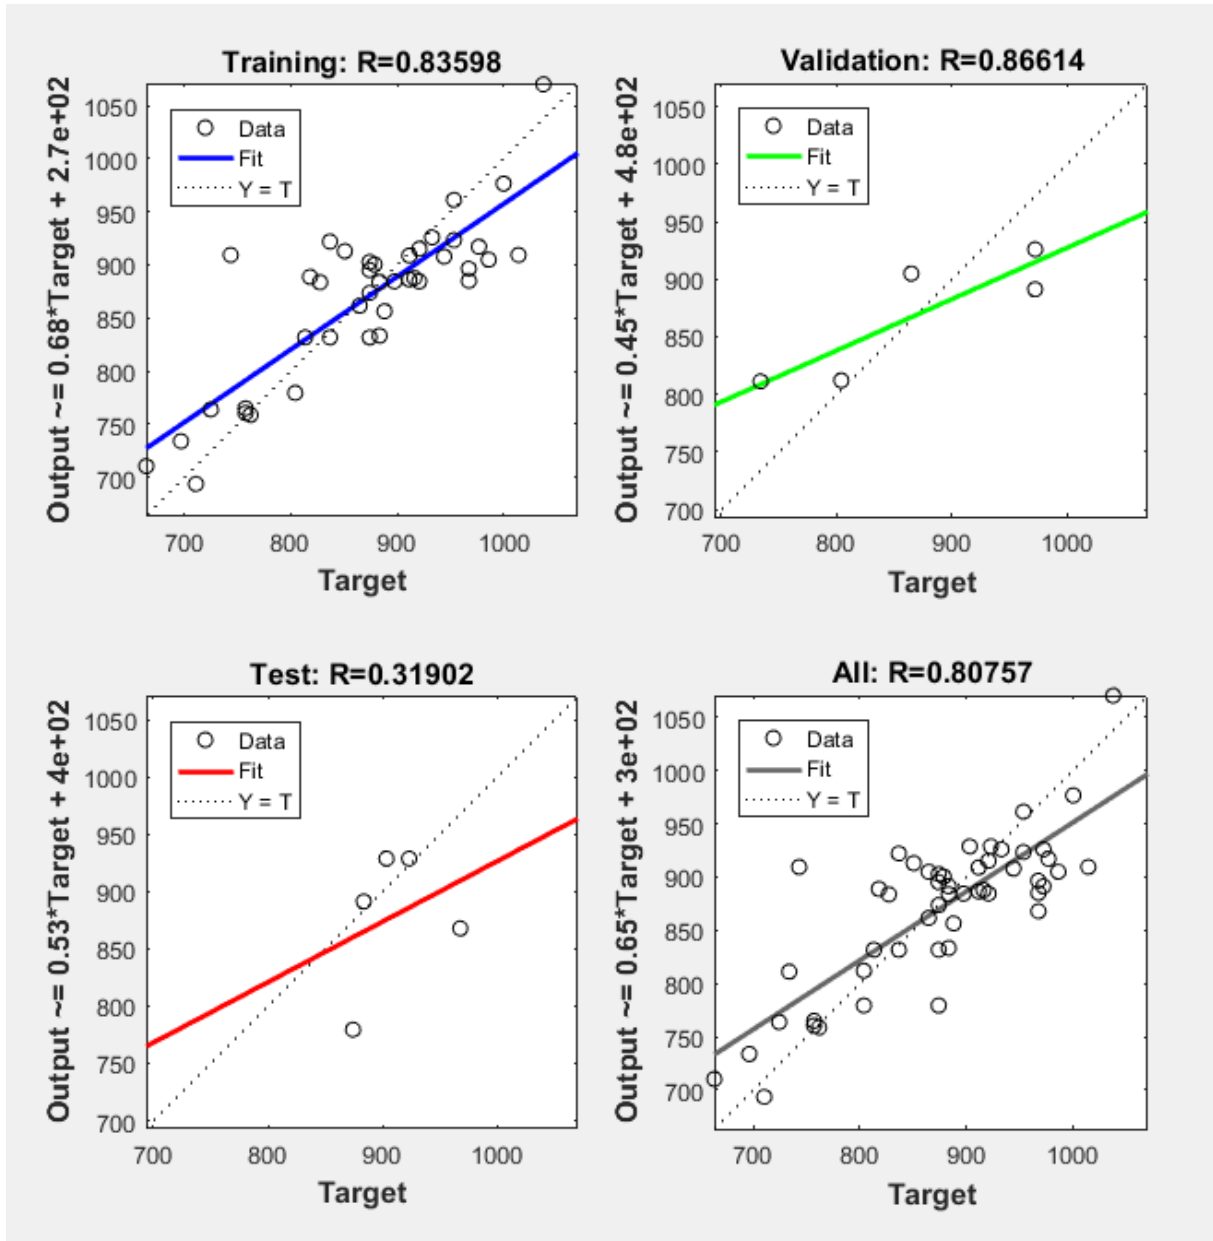 Training: R=0.83598
Output ~= 0.68*Target + 2.7e+02
1050
1000
950
900
850
800
750
700
Data
Fit
Y = T
700 800 900 1000
Target
Validation: R=0.86614
Output ~= 0.45*Target + 4.8e+02
1050
1000
950
900
850
800
750
700
Data
Fit
Y = T
700 800 900 1000
Target
Test: R=0.31902
Output ~= 0.53*Target + 4e+02
1050
1000
950
900
850
800
750
700
Data
Fit
Y = T
700 800 900 1000
Target
All: R=0.80757
Output ~= 0.65*Target + 3e+02
1050
1000
950
900
850
800
750
700
Data
Fit
Y = T
700 800 900 1000
Target